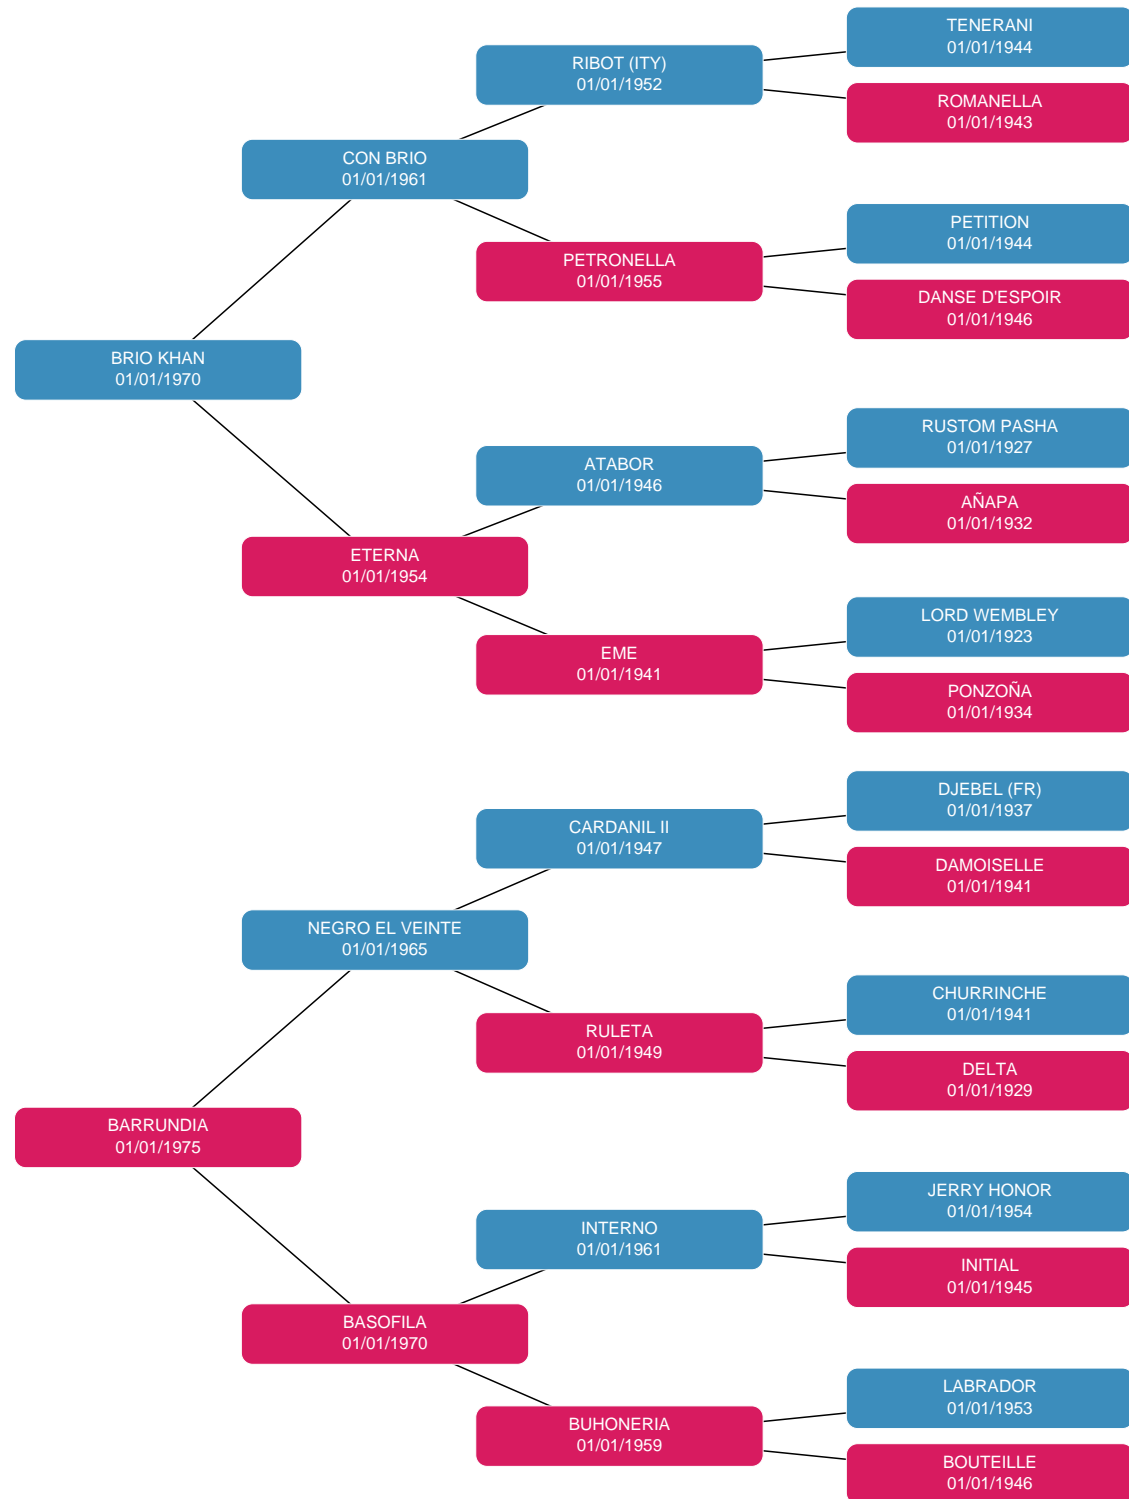 TENERANI
01/01/1944
RIBOT (ITY)
01/01/1952
ROMANELLA
01/01/1943
CON BRIO
01/01/1961
PETITION
01/01/1944
PETRONELLA
01/01/1955
DANSE D'ESPOIR
01/01/1946
BRIO KHAN
01/01/1970
RUSTOM PASHA
01/01/1927
ATABOR
01/01/1946
AÑAPA
01/01/1932
ETERNA
01/01/1954
LORD WEMBLEY
01/01/1923
EME
01/01/1941
PONZOÑA
01/01/1934
DJEBEL (FR)
01/01/1937
CARDANIL II
01/01/1947
DAMOISELLE
01/01/1941
NEGRO EL VEINTE
01/01/1965
CHURRINCHE
01/01/1941
RULETA
01/01/1949
DELTA
01/01/1929
BARRUNDIA
01/01/1975
JERRY HONOR
01/01/1954
INTERNO
01/01/1961
INITIAL
01/01/1945
BASOFILA
01/01/1970
LABRADOR
01/01/1953
BUHONERIA
01/01/1959
BOUTEILLE
01/01/1946